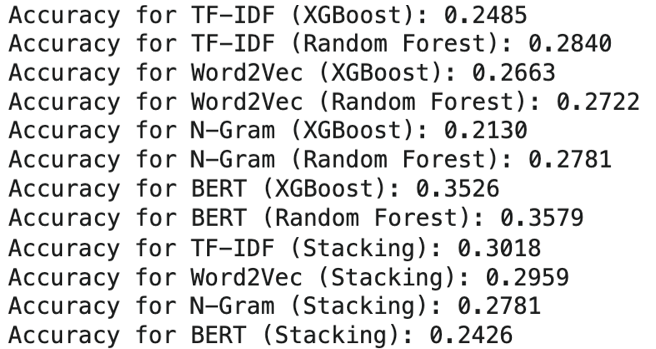 Accuracy for TF-IDF (XGBoost): 0.2485
Accuracy for TF-IDF (Random Forest): 0.2840
Accuracy for Word2Vec (XGBoost): 0.2663
Accuracy for Word2Vec (Random Forest): 0.2722
Accuracy for N-Gram (XGBoost): 0.2130
Accuracy for N-Gram (Random Forest): 0.2781
Accuracy for BERT (XGBoost): 0.3526
Accuracy for BERT (Random Forest): 0.3579
Accuracy for TF-IDF (Stacking): 0.3018
Accuracy for Word2Vec (Stacking): 0.2959
Accuracy for N-Gram (Stacking): 0.2781
Accuracy for BERT (Stacking): 0.2426